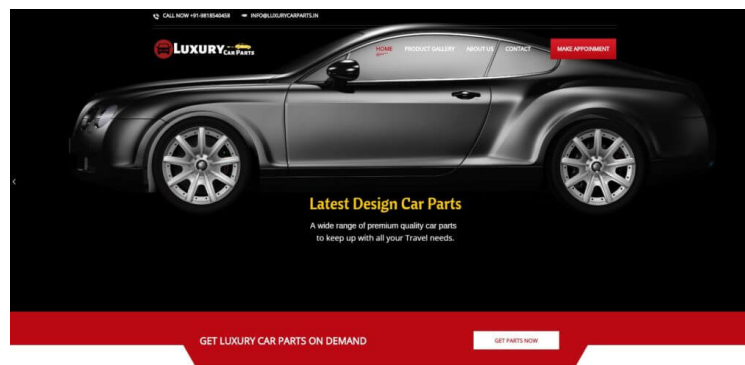 CALL NOW +91-9818540458 INFO@LUXURYCARPARTS.IN
LUXURY CAR PARTS
HOME PRODUCT GALLERY ABOUT US CONTACT MAKE APPOINMENT
Latest Design Car Parts
A wide range of premium quality car parts
to keep up with all your Travel needs.
GET LUXURY CAR PARTS ON DEMAND GET PARTS NOW